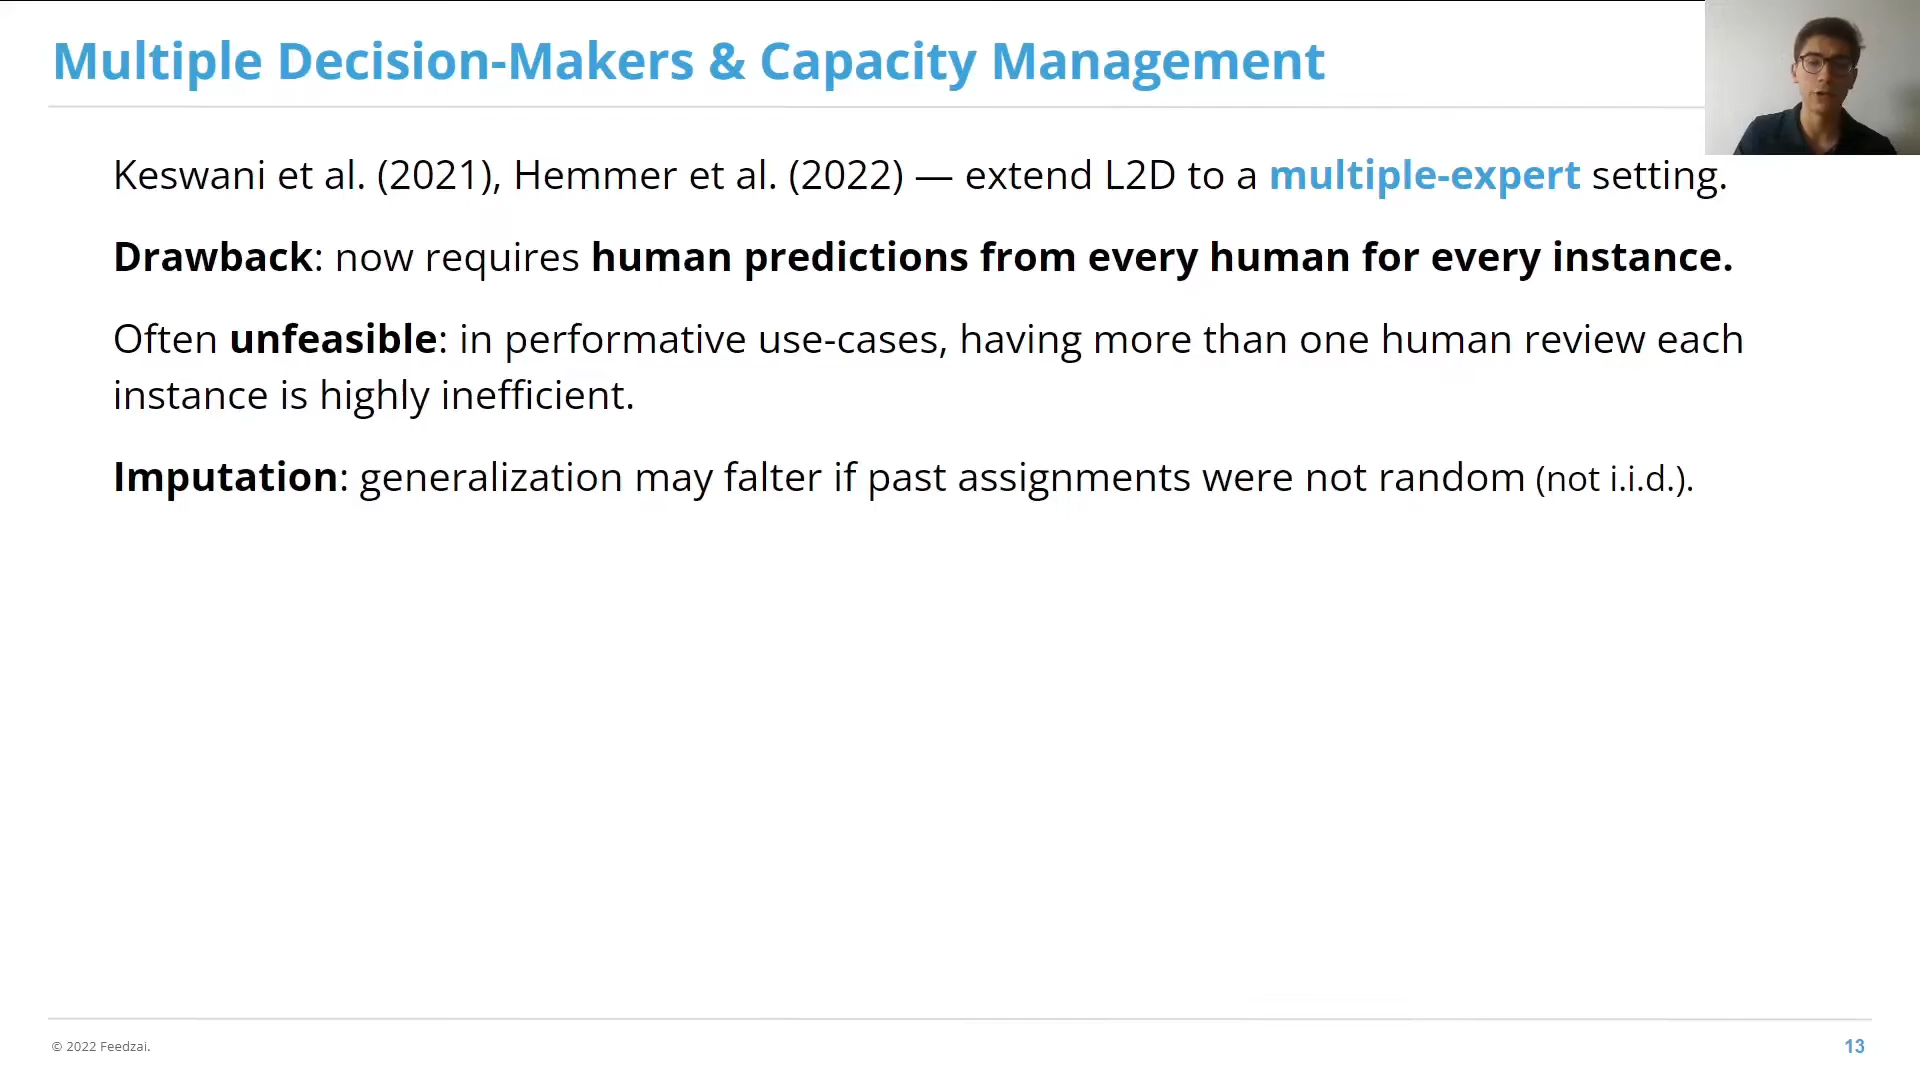 Multiple Decision-Makers & Capacity Management
Keswani et al. (2021), Hemmer et al. (2022) — extend L2D to a multiple-expert setting.
Drawback: now requires human predictions from every human for every instance.
Often unfeasible: in performative use-cases, having more than one human review each
instance is highly inefficient.
Imputation: generalization may falter if past assignments were not random (not i.i.d.).
© 2022 Feedzai.
13